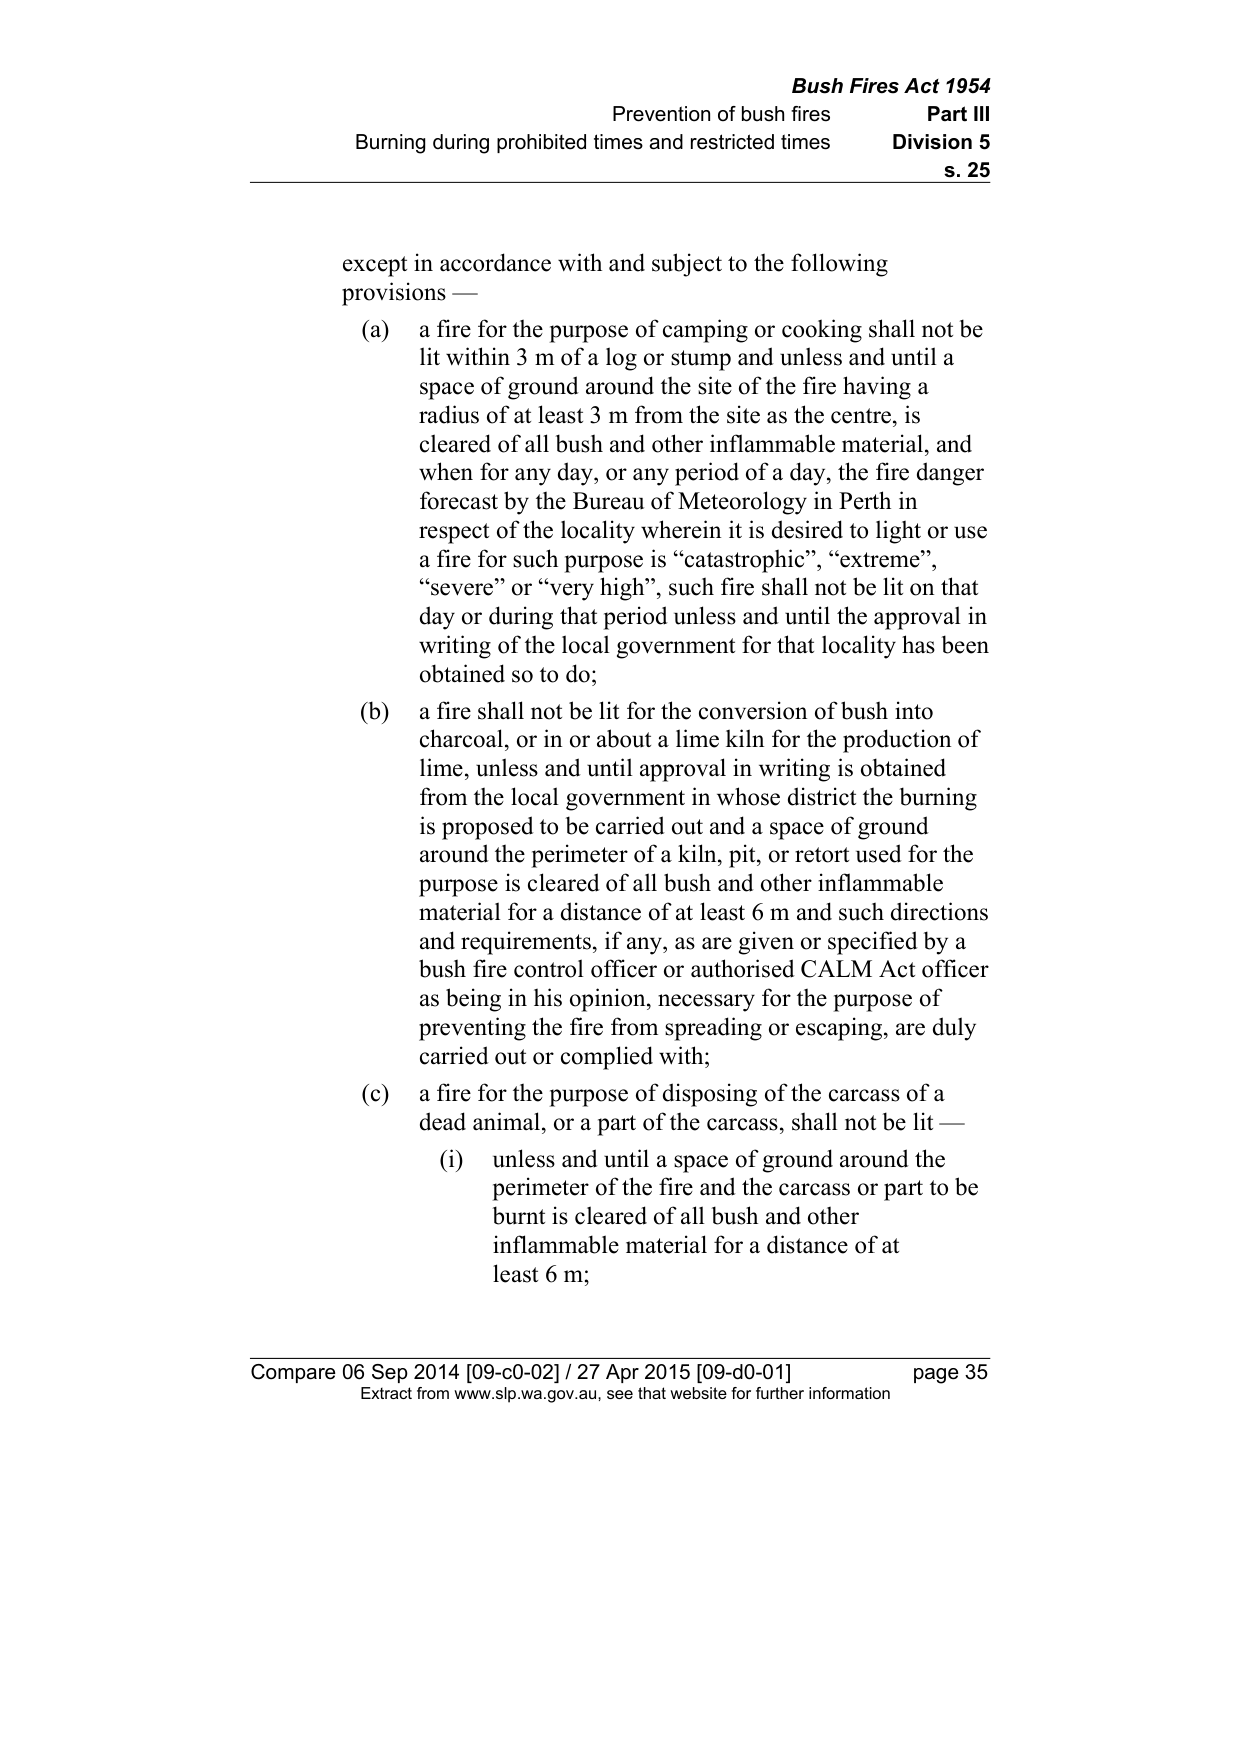 Bush Fires Act 1954
Prevention of bush fires Part III
Burning during prohibited times and restricted times Division 5
s. 25
except in accordance with and subject to the following
provisions —
(a) a fire for the purpose of camping or cooking shall not be
lit within 3 m of a log or stump and unless and until a
space of ground around the site of the fire having a
radius of at least 3 m from the site as the centre, is
cleared of all bush and other inflammable material, and
when for any day, or any period of a day, the fire danger
forecast by the Bureau of Meteorology in Perth in
respect of the locality wherein it is desired to light or use
a fire for such purpose is “catastrophic”, “extreme”,
“severe” or “very high”, such fire shall not be lit on that
day or during that period unless and until the approval in
writing of the local government for that locality has been
obtained so to do;
(b) a fire shall not be lit for the conversion of bush into
charcoal, or in or about a lime kiln for the production of
lime, unless and until approval in writing is obtained
from the local government in whose district the burning
is proposed to be carried out and a space of ground
around the perimeter of a kiln, pit, or retort used for the
purpose is cleared of all bush and other inflammable
material for a distance of at least 6 m and such directions
and requirements, if any, as are given or specified by a
bush fire control officer or authorised CALM Act officer
as being in his opinion, necessary for the purpose of
preventing the fire from spreading or escaping, are duly
carried out or complied with;
(c) a fire for the purpose of disposing of the carcass of a
dead animal, or a part of the carcass, shall not be lit —
(i) unless and until a space of ground around the
perimeter of the fire and the carcass or part to be
burnt is cleared of all bush and other
inflammable material for a distance of at
least 6 m;
Compare 06 Sep 2014 [09-c0-02] / 27 Apr 2015 [09-d0-01] page 35
Extract from www.slp.wa.gov.au, see that website for further information